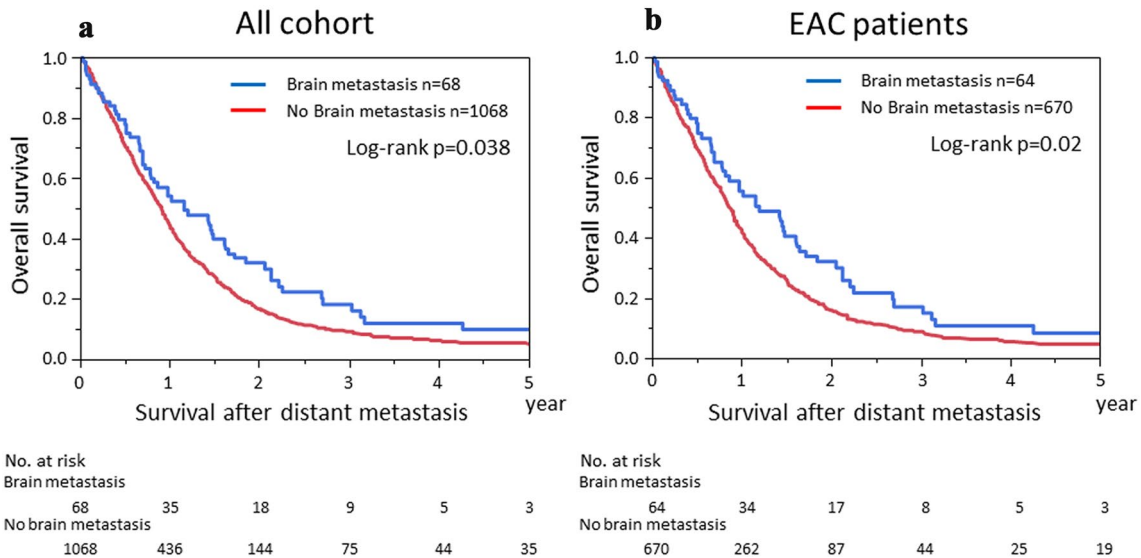 a
All cohort
1.0
0.8
0.6
0.4
0.2
0.0
Overall survival
Brain metastasis n=68
No Brain metastasis n=1068
Log-rank p=0.038
0 1 2 3 4 5
year
Survival after distant metastasis
No. at risk
Brain metastasis
68 35 18 9 5 3
No brain metastasis
1068 436 144 75 44 35
b
EAC patients
1.0
0.8
0.6
0.4
0.2
0.0
Overall survival
Brain metastasis n=64
No Brain metastasis n=670
Log-rank p=0.02
0 1 2 3 4 5
year
Survival after distant metastasis
No. at risk
Brain metastasis
64 34 17 8 5 3
No brain metastasis
670 262 87 44 25 19